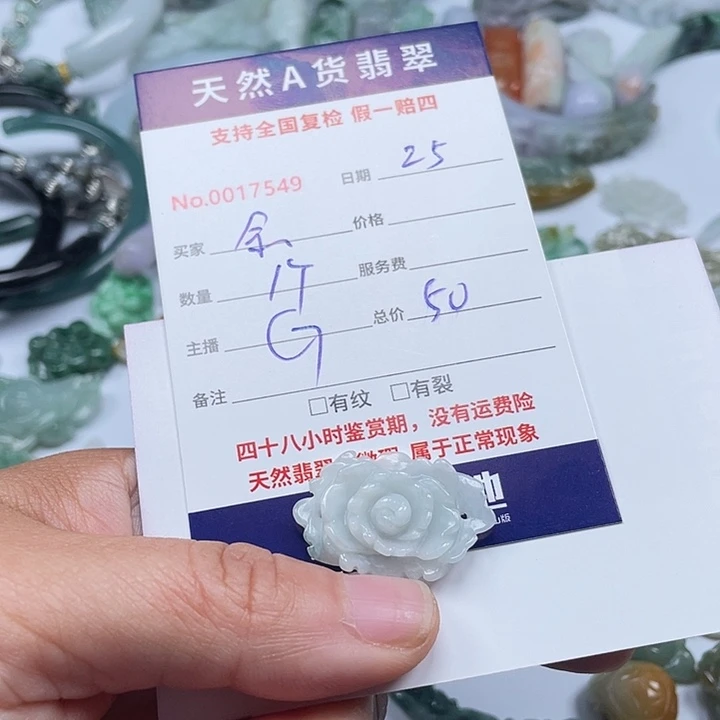 天然A货翡翠
支持全国复检 假一赔四
No.0017549 日期 25
买家 余 价格
数量 1件 服务费
主播 G 总价 50
备注
□有纹 □有裂
四十八小时鉴赏期，没有运费险
天然翡翠 属于正常现象